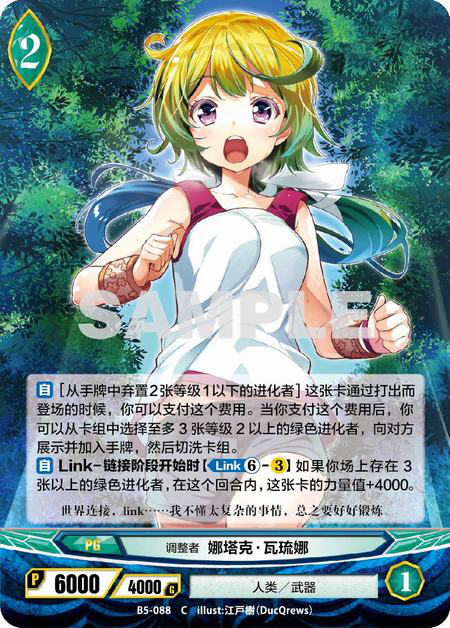 2
SAMPLE
自 [从手牌中弃置2张等级1以下的进化者] 这张卡通过打出而
登场的时候，你可以支付这个费用。当你支付这个费用后，你
可以从卡组中选择至多 3 张等级 2 以上的绿色进化者，向对方
展示并加入手牌，然后切洗卡组。
自 Link-链接阶段开始时【Link 6 - 3】如果你场上存在 3
张以上的绿色进化者，在这个回合内，这张卡的力量值+4000。
世界连接，link……我不懂太复杂的事情，总之要好好锻炼。
PG 调整者 娜塔克·瓦琉娜
P 6000 4000 G 人类／武器 1
B5-088 C illust:江戸樹(DucQrews)